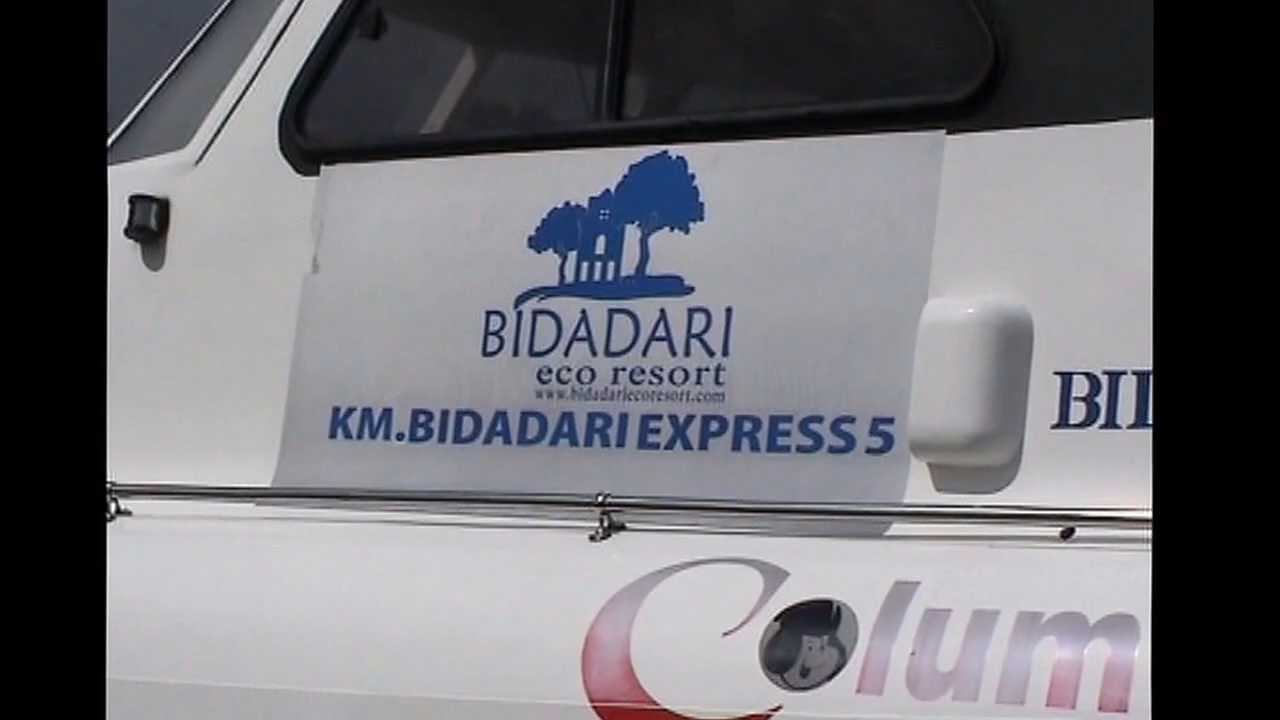 BIDADARI
eco resort
www.bidadariecoresort.com
KM.BIDADARI EXPRESS 5
BI
Colum